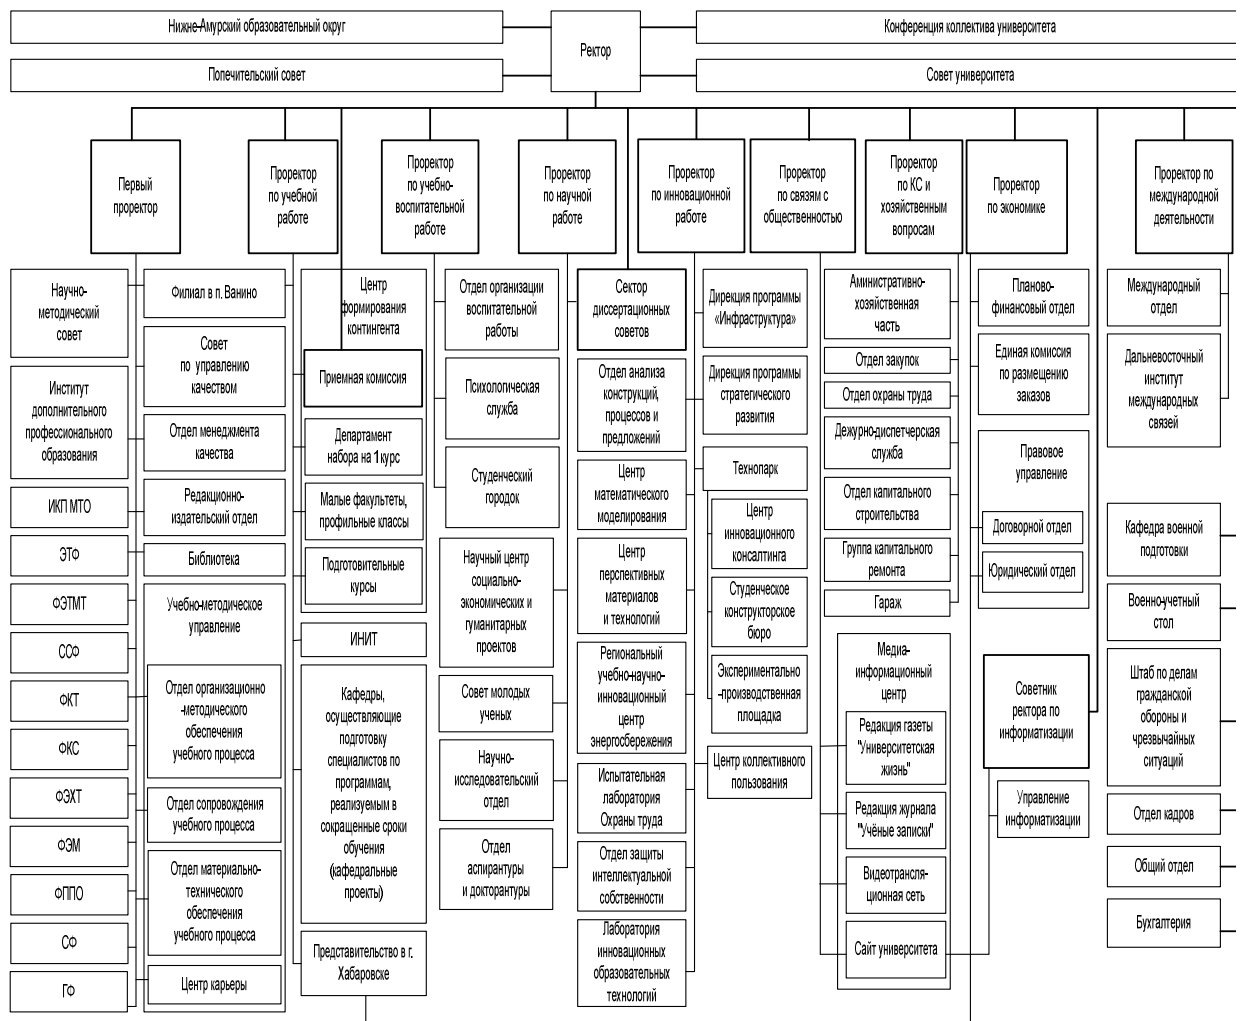 Нижне-Амурский образовательный округ
Конференция коллектива университета
Ректор
Попечительский совет
Совет университета
Первый
проректор
Проректор
по учебной
работе
Проректор
по учебно-
воспитательной
работе
Проректор
по научной
работе
Проректор
по инновационной
работе
Проректор
по связям с
общественностью
Проректор
по КС и
хозяйственным
вопросам
Проректор
по экономике
Проректор по
международной
деятельности
Научно-
методический
совет
Институт
дополнительного
профессионального
образования
ИКП МТО
ЭТФ
ФЭТМТ
ССФ
ФКТ
ФКС
ФЭХТ
ФЭМ
ФППО
СФ
ГФ
Филиал в п. Ванино
Совет
по управлению
качеством
Отдел менеджмента
качества
Редакционно-
издательский отдел
Библиотека
Учебно-методическое
управление
Отдел организационно
-методического
обеспечения
учебного процесса
Отдел сопровождения
учебного процесса
Отдел материально-
технического
обеспечения
учебного процесса
Центр карьеры
Центр
формирования
контингента
Приемная комиссия
Департамент
набора на 1 курс
Малые факультеты,
профильные классы
Подготовительные
курсы
ИНИТ
Кафедры,
осуществляющие
подготовку
специалистов по
программам,
реализуемым в
сокращенные сроки
обучения
(кафедральные
проекты)
Представительство в г.
Хабаровске
Отдел организации
воспитательной
работы
Психологическая
служба
Студенческий
городок
Научный центр
социально-
экономических и
гуманитарных
проектов
Совет молодых
ученых
Научно-
исследовательский
отдел
Отдел
аспирантуры
и докторантуры
Сектор
диссертационных
советов
Отдел анализа
конструкций,
процессов и
предложений
Центр
математического
моделирования
Центр
перспективных
материалов
и технологий
Региональный
учебно-научно-
инновационный
центр
энергосбережения
Испытательная
лаборатория
Охраны труда
Отдел защиты
интеллектуальной
собственности
Лаборатория
инновационных
образовательных
технологий
Дирекция программы
«Инфраструктура»
Дирекция программы
стратегического
развития
Технопарк
Центр
инновационного
консалтинга
Студенческое
конструкторское
бюро
Экспериментально
-производственная
площадка
Центр коллективного
пользования
Аминистративно-
хозяйственная
часть
Отдел закупок
Отдел охраны труда
Дежурно-диспетчерская
служба
Отдел капитального
строительства
Группа капитального
ремонта
Гараж
Медиа-
информационный
центр
Редакция газеты
"Университетская
жизнь"
Редакция журнала
"Учёные записки"
Видеотрансля-
ционная сеть
Сайт университета
Планово-
финансовый отдел
Единая комиссия
по размещению
заказов
Правовое
управление
Договорной отдел
Юридический отдел
Советник
ректора по
информатизации
Управление
информатизации
Международный
отдел
Дальневосточный
институт
международных
связей
Кафедра военной
подготовки
Военно-учетный
стол
Штаб по делам
гражданской
обороны и
чрезвычайных
ситуаций
Отдел кадров
Общий отдел
Бухгалтерия